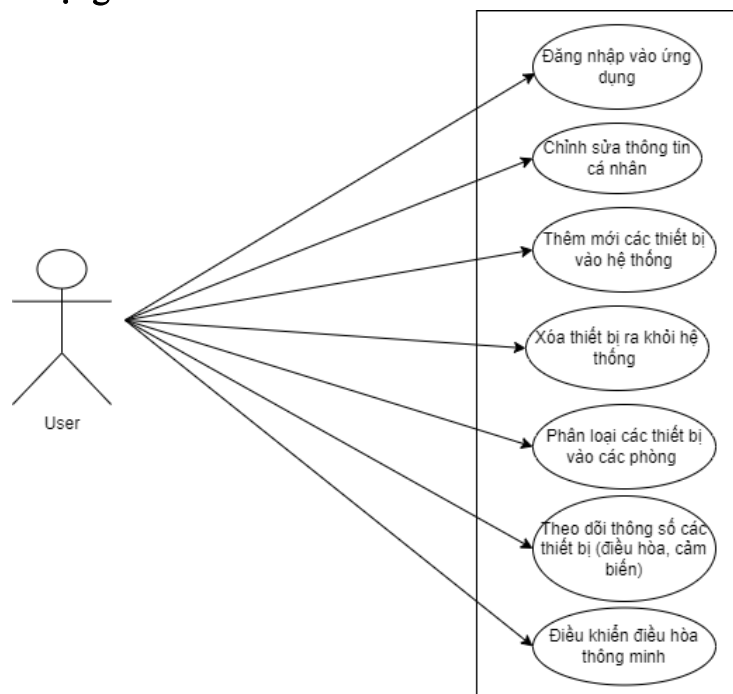 Đăng nhập vào ứng
dụng
Chỉnh sửa thông tin
cá nhân
Thêm mới các thiết bị
vào hệ thống
Xóa thiết bị ra khỏi hệ
thống
User
Phân loại các thiết bị
vào các phòng
Theo dõi thông số các
thiết bị (điều hòa, cảm
biến)
Điều khiển điều hòa
thông minh